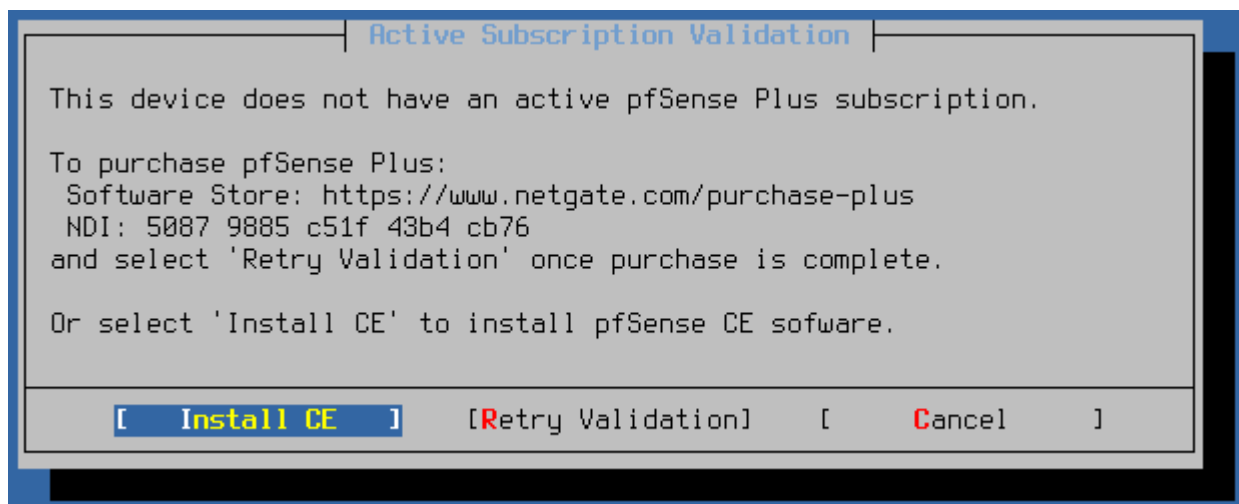 Active Subscription Validation
This device does not have an active pfSense Plus subscription.
To purchase pfSense Plus:
Software Store: https://www.netgate.com/purchase-plus
NDI: 5087 9885 c51f 43b4 cb76
and select 'Retry Validation' once purchase is complete.
Or select 'Install CE' to install pfSense CE sofware.
[ Install CE ] [Retry Validation] [ Cancel ]